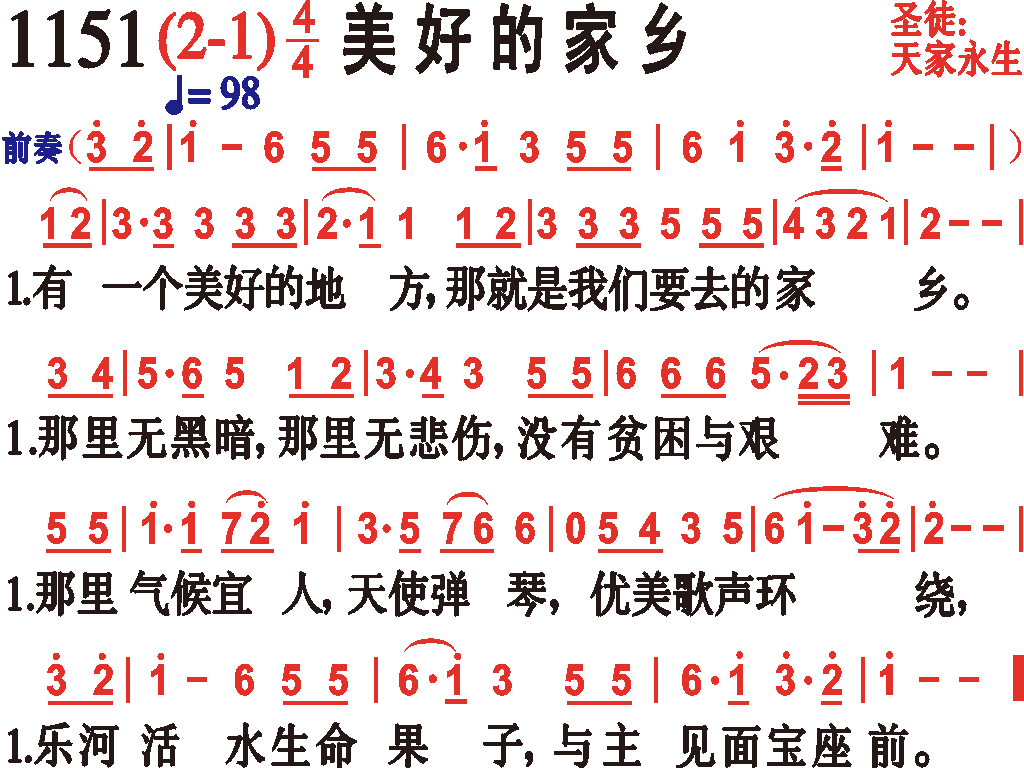 1151 (2-1) 4/4 美好的家乡 圣徒:
天家永生
♩= 98
前奏 (3̇ 2̇ | 1̇ - 6 5 5 | 6·1̇ 3 5 5 | 6 1̇ 3̇·2̇ | 1̇ - - | )
1 2 | 3·3 3 3 3 | 2·1 1 1 2 | 3 3 3 5 5 5 | 4 3 2 1 | 2 - - |
1.有 一个美好的地 方,那就是我们要去的家 乡。
3 4 | 5·6 5 1 2 | 3·4 3 5 5 | 6 6 6 5·2 3 | 1 - - |
1.那里无黑暗,那里无悲伤,没有贫困与艰 难。
5 5 | 1̇·1̇ 7 2̇ 1̇ | 3·5 7 6 6 | 0 5 4 3 5 | 6 1̇ - 3̇ 2̇ | 2̇ - - |
1.那里 气候宜 人,天使弹 琴, 优美歌声环 绕,
3̇ 2̇ | 1̇ - 6 5 5 | 6·1̇ 3 5 5 | 6·1̇ 3̇·2̇ | 1̇ - -
1.乐河 活 水生命 果 子,与主 见面宝座 前。